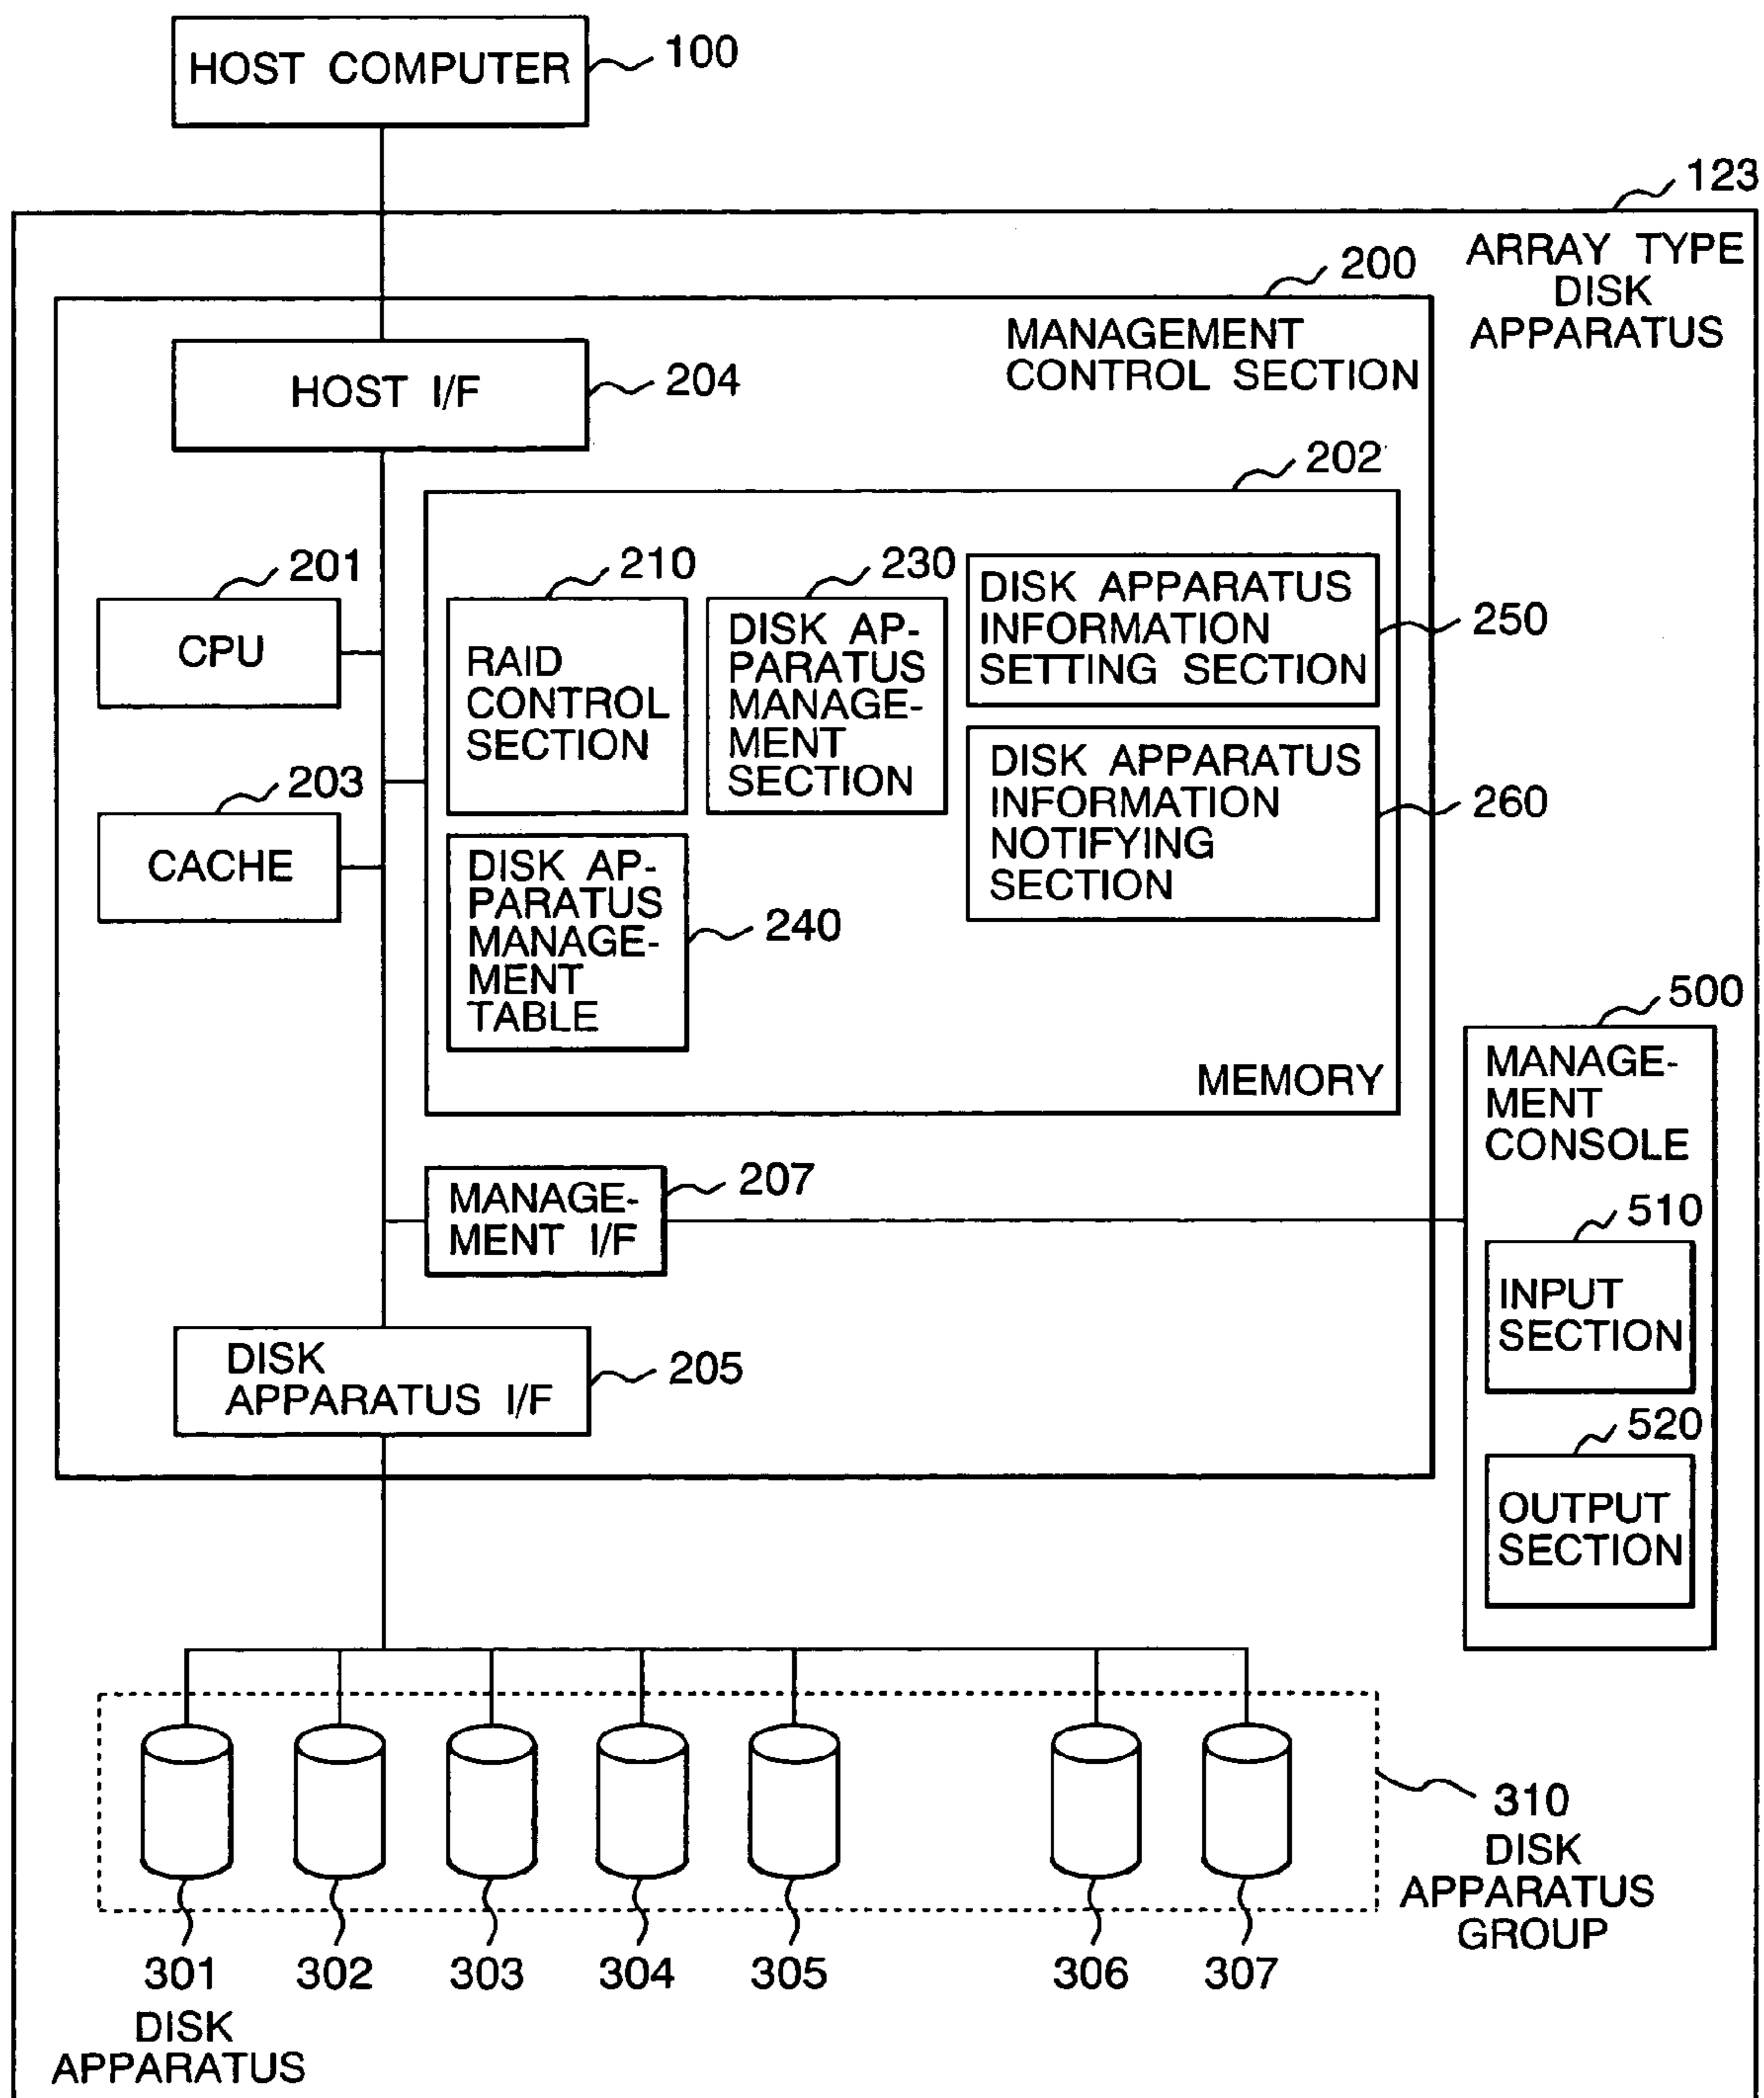 HOST COMPUTER
100
123
ARRAY TYPE
DISK
APPARATUS
200
MANAGEMENT
CONTROL SECTION
HOST I/F
204
202
201
CPU
203
CACHE
210
RAID
CONTROL
SECTION
230
DISK AP-
PARATUS
MANAGE-
MENT
SECTION
DISK APPARATUS
INFORMATION
SETTING SECTION
250
DISK APPARATUS
INFORMATION
NOTIFYING
SECTION
260
DISK AP-
PARATUS
MANAGE-
MENT
TABLE
240
MEMORY
500
MANAGE-
MENT
CONSOLE
510
INPUT
SECTION
520
OUTPUT
SECTION
MANAGE-
MENT I/F
207
DISK
APPARATUS I/F
205
310
DISK
APPARATUS
GROUP
301 302 303 304 305 306 307
DISK
APPARATUS